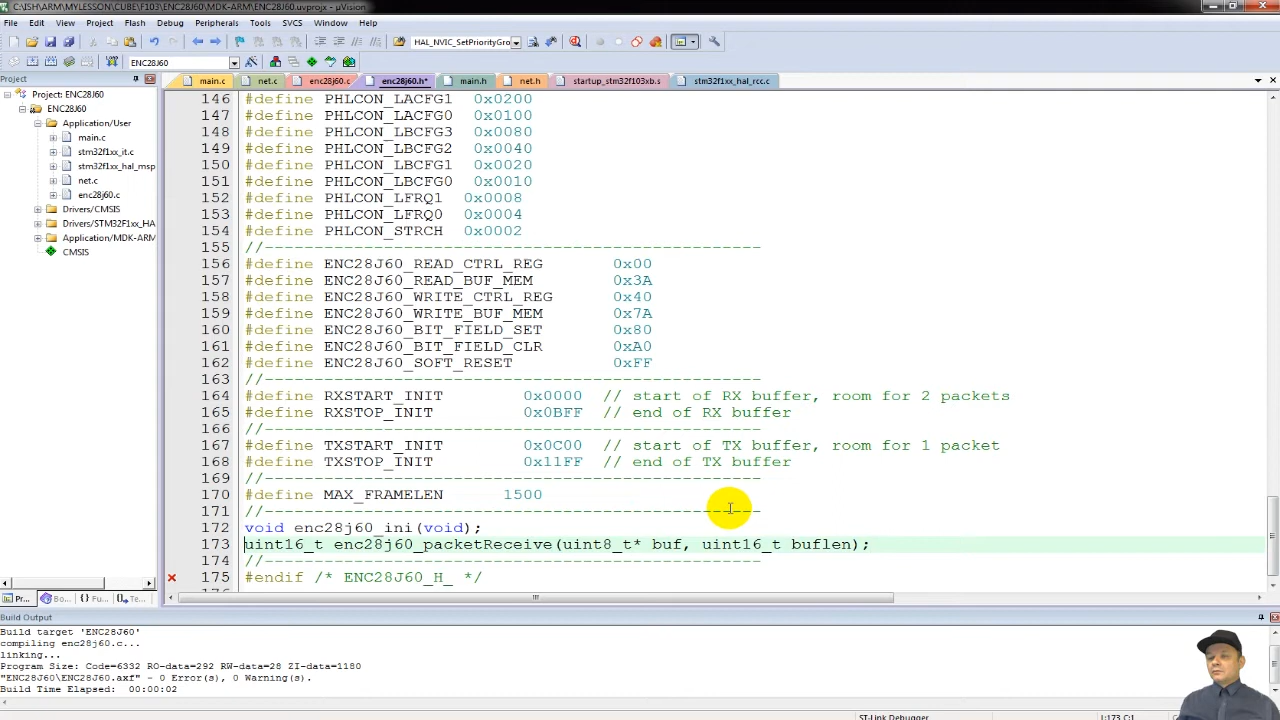 C:\ISH\ARM\MYLESSON\CUBE\F103\ENC28J60\MDK-ARM\ENC28J60.uvprojx - µVision
File Edit View Project Flash Debug Peripherals Tools SVCS Window Help
HAL_NVIC_SetPriorityGro
ENC28J60
Project
main.c net.c enc28j60.c enc28j60.h* main.h net.h startup_stm32f103xb.s stm32f1xx_hal_rcc.c
Project: ENC28J60
ENC28J60
Application/User
main.c
stm32f1xx_it.c
stm32f1xx_hal_msp
net.c
enc28j60.c
Drivers/CMSIS
Drivers/STM32F1xx_HA
Application/MDK-ARM
CMSIS
146 #define PHLCON_LACFG1 0x0200
147 #define PHLCON_LACFG0 0x0100
148 #define PHLCON_LBCFG3 0x0080
149 #define PHLCON_LBCFG2 0x0040
150 #define PHLCON_LBCFG1 0x0020
151 #define PHLCON_LBCFG0 0x0010
152 #define PHLCON_LFRQ1 0x0008
153 #define PHLCON_LFRQ0 0x0004
154 #define PHLCON_STRCH 0x0002
155 //--------------------------------------------------
156 #define ENC28J60_READ_CTRL_REG 0x00
157 #define ENC28J60_READ_BUF_MEM 0x3A
158 #define ENC28J60_WRITE_CTRL_REG 0x40
159 #define ENC28J60_WRITE_BUF_MEM 0x7A
160 #define ENC28J60_BIT_FIELD_SET 0x80
161 #define ENC28J60_BIT_FIELD_CLR 0xA0
162 #define ENC28J60_SOFT_RESET 0xFF
163 //--------------------------------------------------
164 #define RXSTART_INIT 0x0000 // start of RX buffer, room for 2 packets
165 #define RXSTOP_INIT 0x0BFF // end of RX buffer
166 //--------------------------------------------------
167 #define TXSTART_INIT 0x0C00 // start of TX buffer, room for 1 packet
168 #define TXSTOP_INIT 0x11FF // end of TX buffer
169 //--------------------------------------------------
170 #define MAX_FRAMELEN 1500
171 //--------------------------------------------------
172 void enc28j60_ini(void);
173 uint16_t enc28j60_packetReceive(uint8_t* buf, uint16_t buflen);
174 //--------------------------------------------------
175 #endif /* ENC28J60_H_ */
Pr... Bo... {} Fu... Te...
Build Output
Build target 'ENC28J60'
compiling enc28j60.c...
linking...
Program Size: Code=6332 RO-data=292 RW-data=28 ZI-data=1180
"ENC28J60\ENC28J60.axf" - 0 Error(s), 0 Warning(s).
Build Time Elapsed: 00:00:02
ST-Link Debugger L:173 C:1